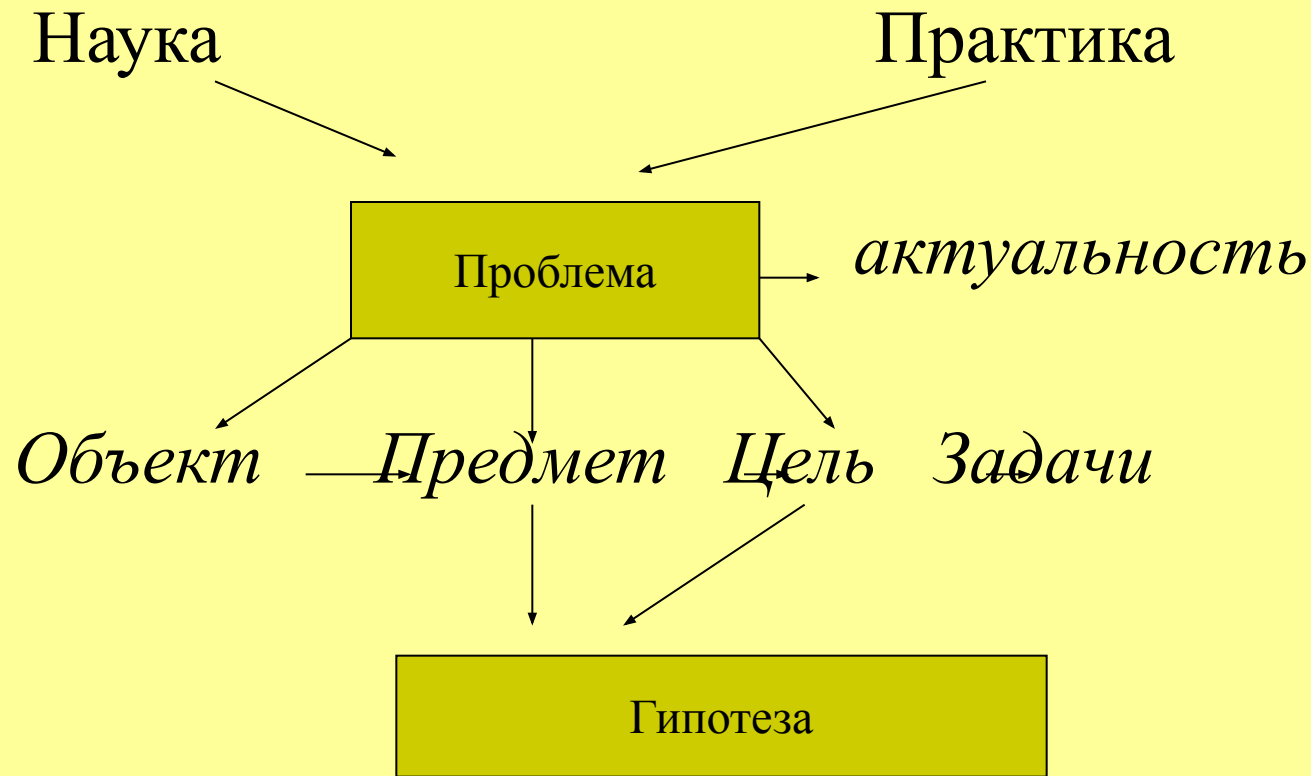 Наука Практика
Проблема
актуальность
Объект Предмет Цель Задачи
Гипотеза